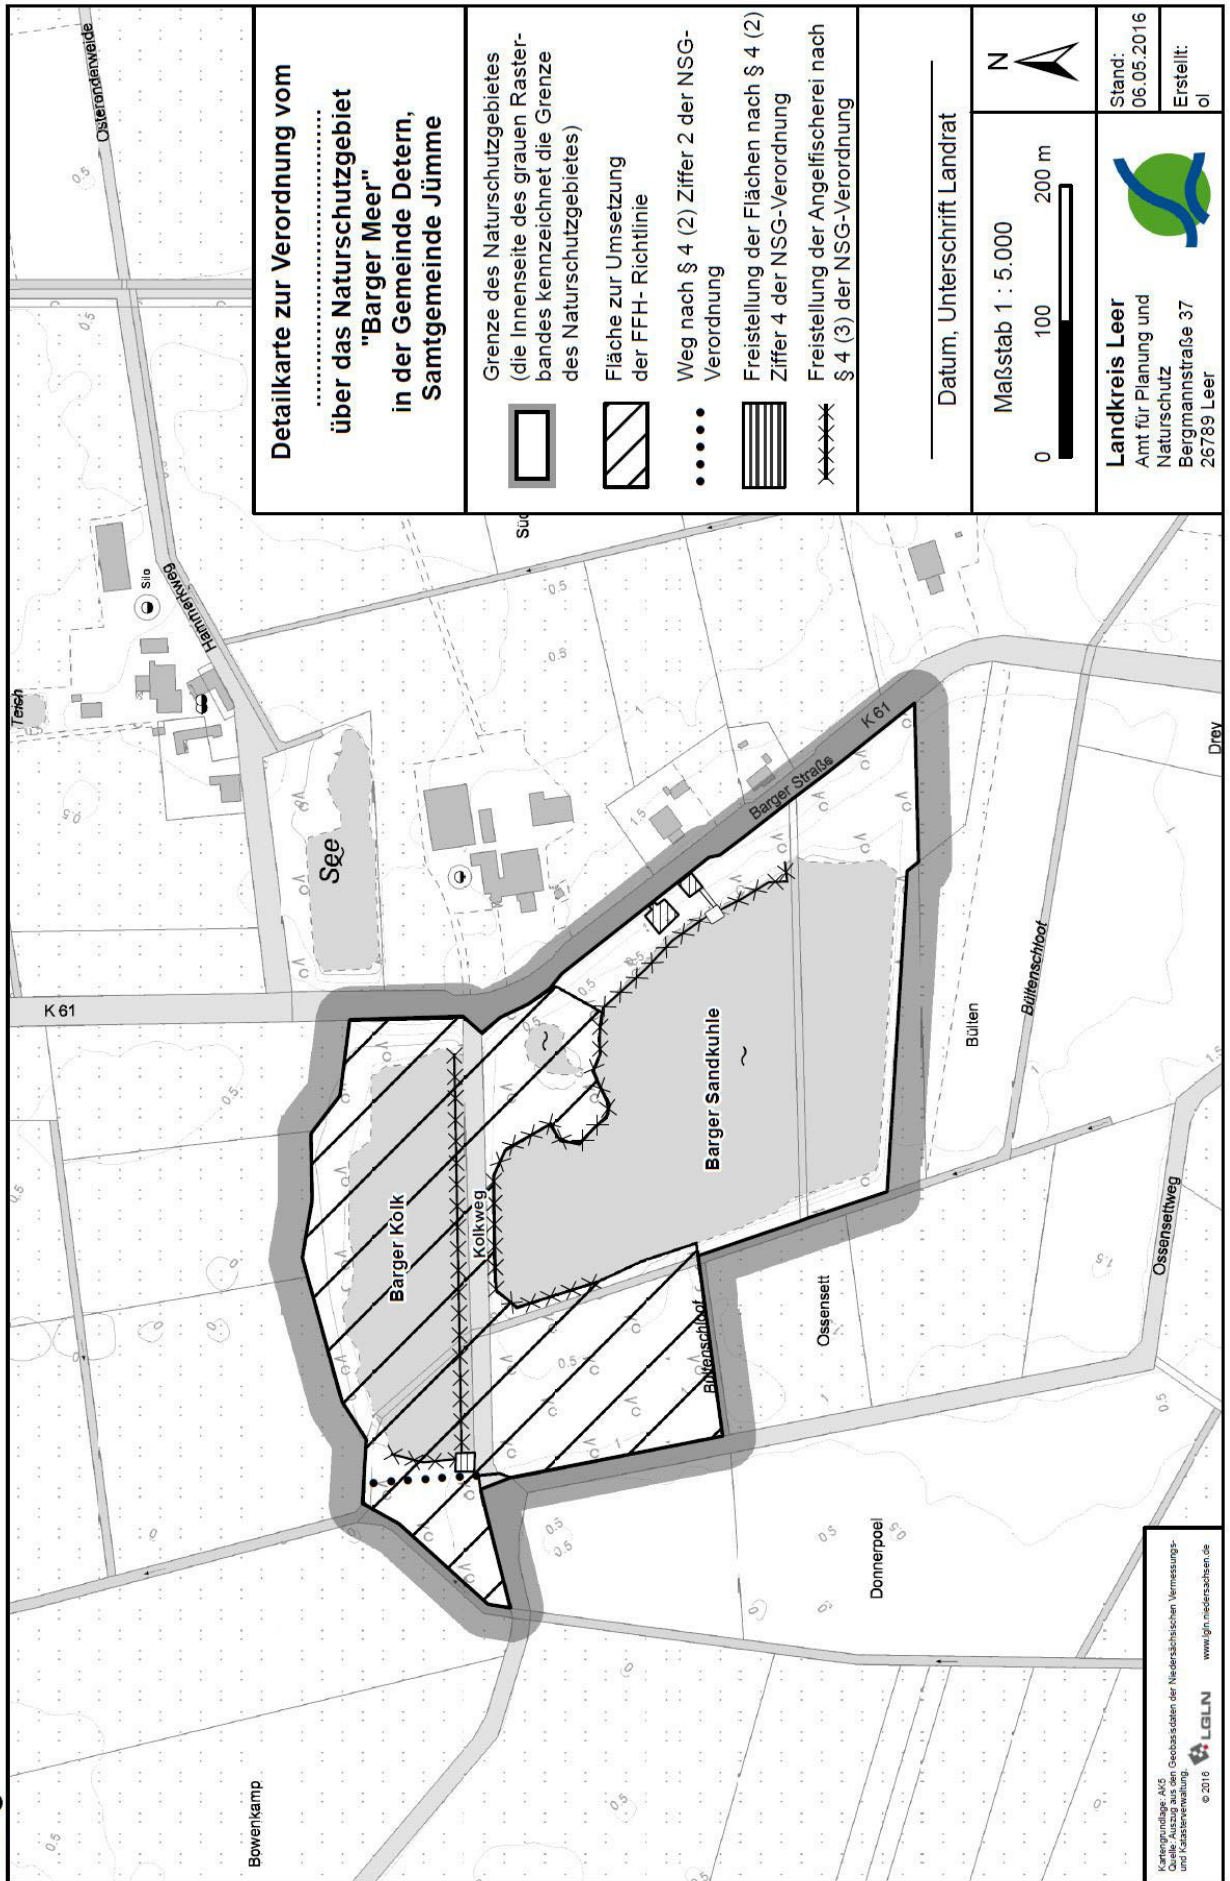 Detailkarte zur Verordnung vom
........................
über das Naturschutzgebiet
"Barger Meer"
in der Gemeinde Detern,
Samtgemeinde Jümme
Grenze des Naturschutzgebietes
(die Innenseite des grauen Raster-
bandes kennzeichnet die Grenze
des Naturschutzgebietes)
Fläche zur Umsetzung
der FFH- Richtlinie
Weg nach § 4 (2) Ziffer 2 der NSG-
Verordnung
Freistellung der Flächen nach § 4 (2)
Ziffer 4 der NSG-Verordnung
Freistellung der Angelfischerei nach
§ 4 (3) der NSG-Verordnung
Datum, Unterschrift Landrat
Maßstab 1 : 5.000
0 100 200 m
N
Landkreis Leer
Amt für Planung und
Naturschutz
Bergmannstraße 37
26789 Leer
Stand:
06.05.2016
Erstellt:
ol
Osteronderweide
Hammerkweg
Silo
Teich
See
K 61
Barger Straße
K 61
Süd
Barger Kolk
Kolkweg
Barger Sandkuhle
Bültenschloot
Bülten
Bültenschloot
Ossensett
Ossensettweg
Drey
Donnerpoel
Bowenkamp
Kartengrundlage: AK5
Quelle: Auszug aus den Geobasisdaten der Niedersächsischen Vermessungs-
und Katasterverwaltung,
© 2016 LGLN www.lgln.niedersachsen.de